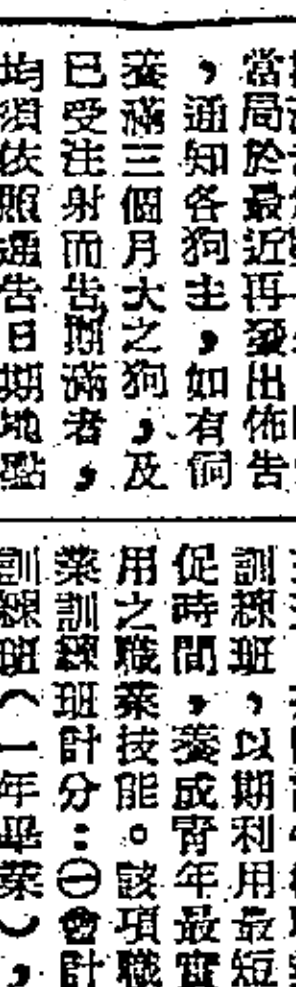 當局於最近再發出佈告
，通知各狗主，如有飼
養滿三個月大之狗，及
已受注射而告期滿者，
均須依照通告日期地點
訓練班，以期利用最短
促時間，養成青年最實
用之職業技能。該項職
業訓練班計分：㊀會計
訓練班（一年畢業），